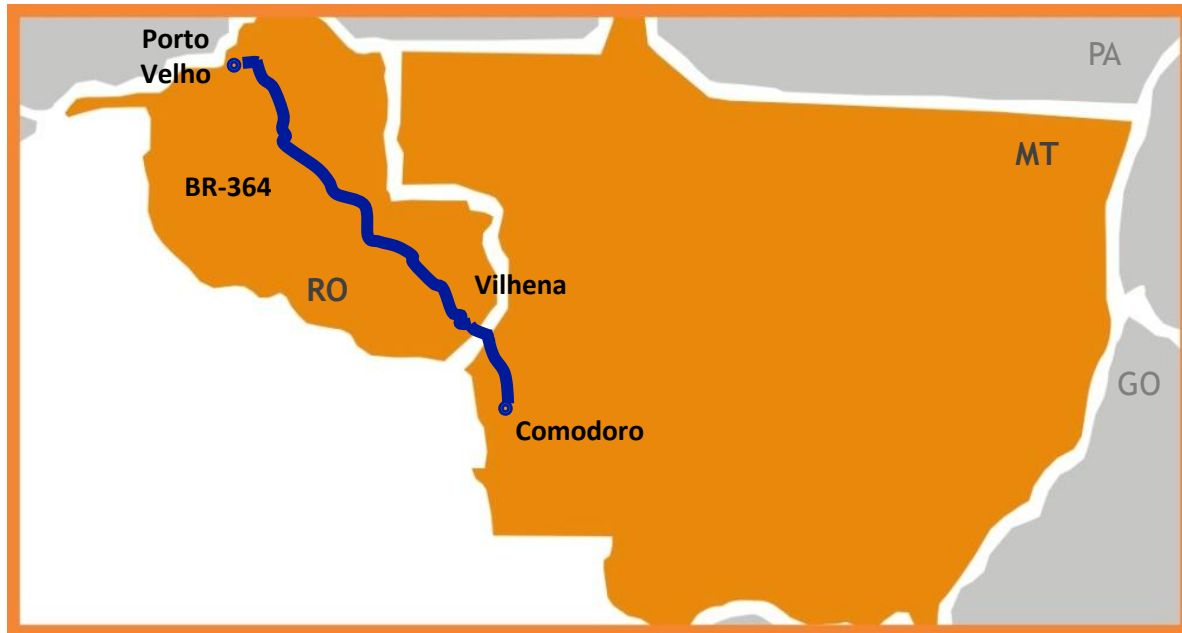 Porto
Velho
PA
MT
BR-364
RO
Vilhena
GO
Comodoro